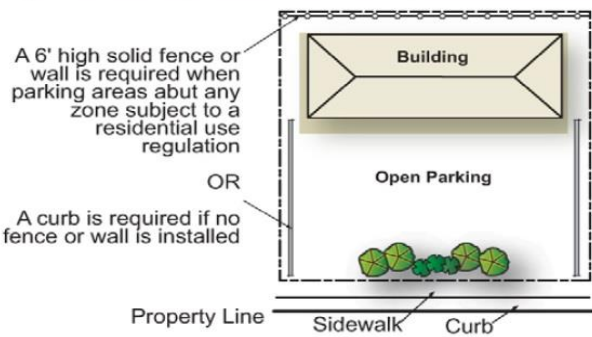 A 6' high solid fence or
wall is required when
parking areas abut any
zone subject to a
residential use
regulation
OR
A curb is required if no
fence or wall is installed
Building
Open Parking
Property Line
Sidewalk
Curb